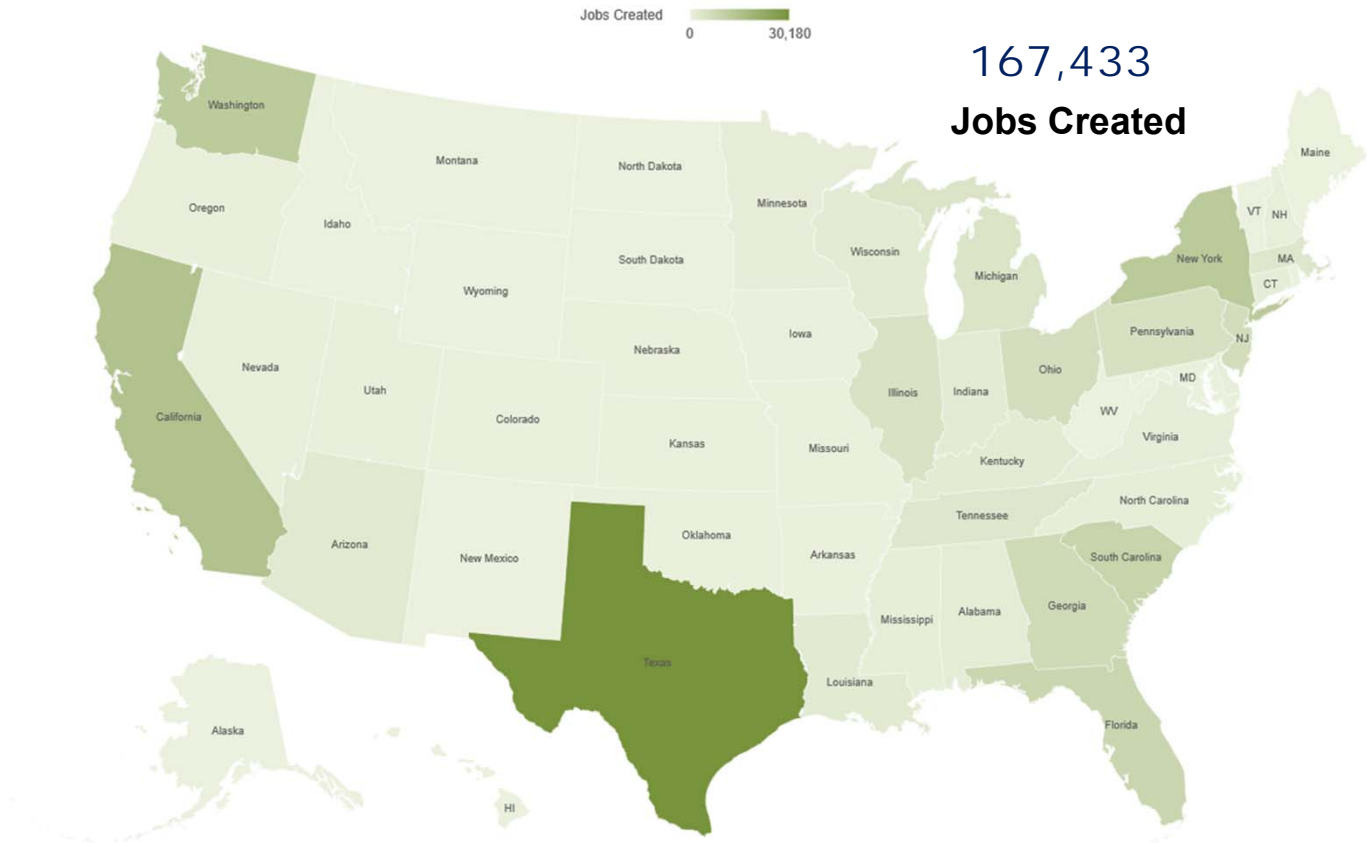 Jobs Created
0 30,180
167,433
Jobs Created
Washington
Montana
North Dakota
Minnesota
Maine
Oregon
Idaho
VT NH
South Dakota
Wisconsin
Michigan
New York
MA
CT
Wyoming
Iowa
Pennsylvania
NJ
Nebraska
Nevada
Utah
Illinois
Indiana
Ohio
MD
California
Colorado
WV
Kansas
Missouri
Virginia
Kentucky
North Carolina
Tennessee
Arizona
New Mexico
Oklahoma
Arkansas
South Carolina
Georgia
Mississippi
Alabama
Texas
Louisiana
Alaska
Florida
HI